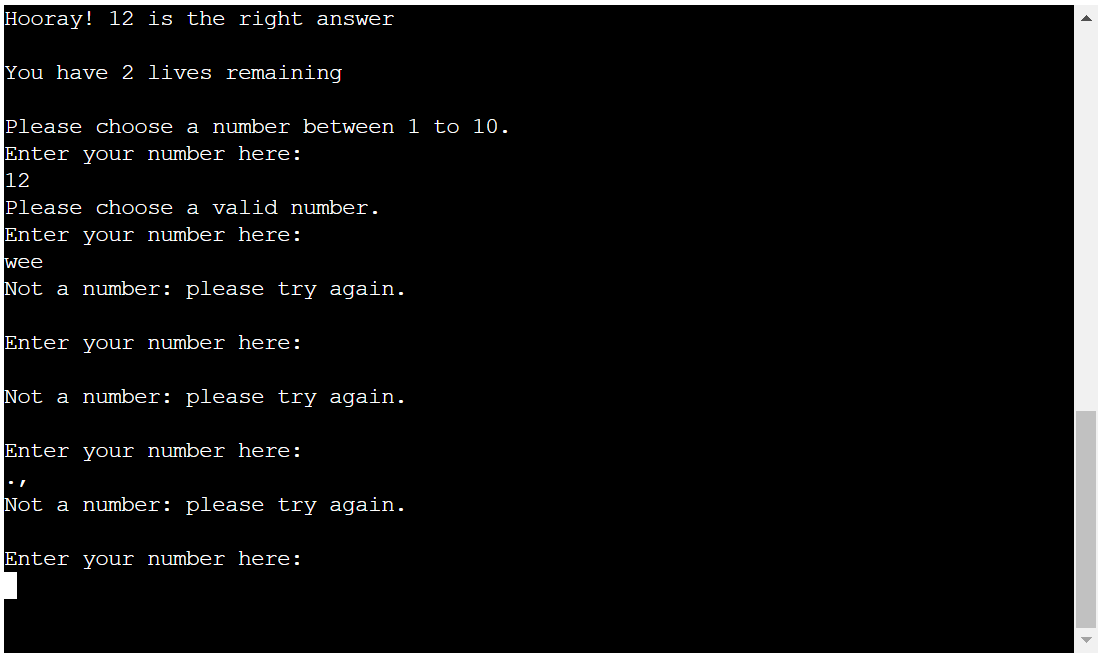 Hooray! 12 is the right answer
You have 2 lives remaining
Please choose a number between 1 to 10.
Enter your number here:
12
Please choose a valid number.
Enter your number here:
wee
Not a number: please try again.
Enter your number here:
Not a number: please try again.
Enter your number here:
.,
Not a number: please try again.
Enter your number here: